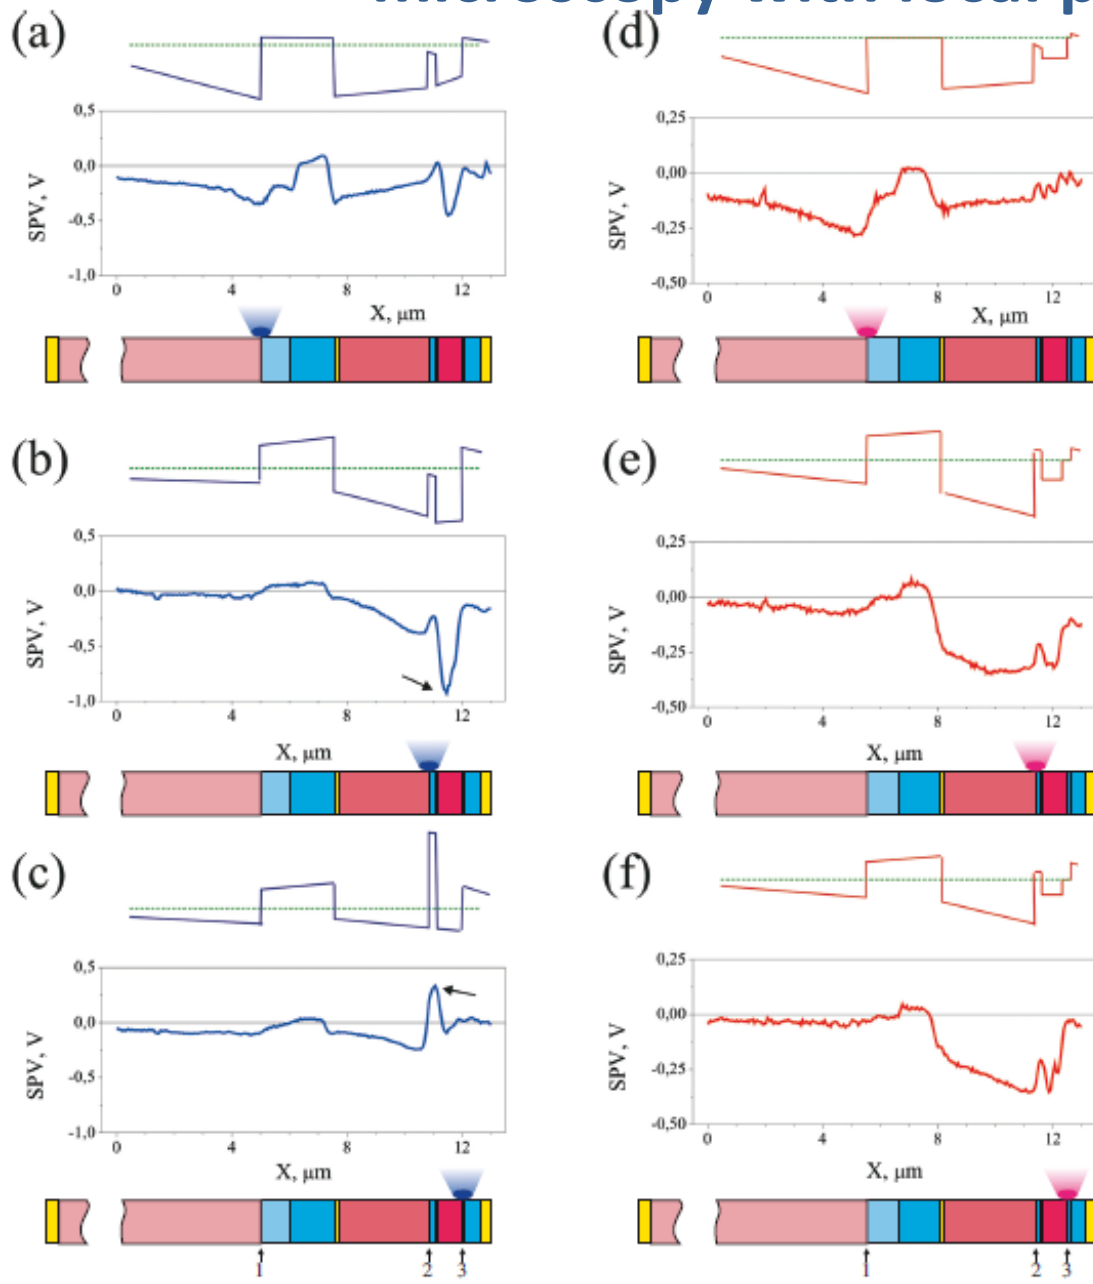 microscopy with local p
(a)
SPV, V
0,5
0,0
-0,5
-1,0
0
4
8
12
X, μm
(d)
SPV, V
0,25
0,00
-0,25
-0,50
0
4
8
12
X, μm
(b)
SPV, V
0,5
0,0
-0,5
-1,0
0
4
8
12
X, μm
(e)
SPV, V
0,25
0,00
-0,25
-0,50
0
4
8
12
X, μm
(c)
SPV, V
0,5
0,0
-0,5
-1,0
0
4
8
12
X, μm
1
2
3
(f)
SPV, V
0,25
0,00
-0,25
-0,50
0
4
8
12
X, μm
1
2
3